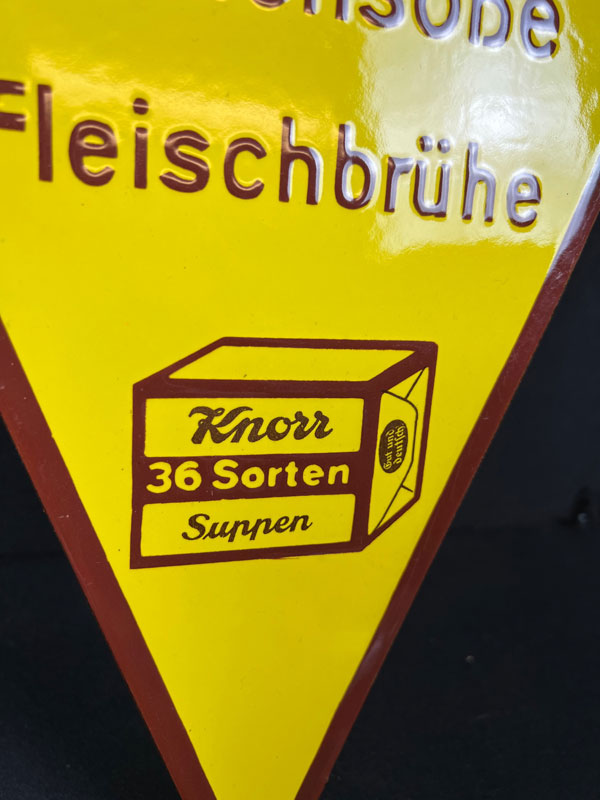 Fleischbrühe
Knorr
36 Sorten
Suppen
Gut und
deutsch